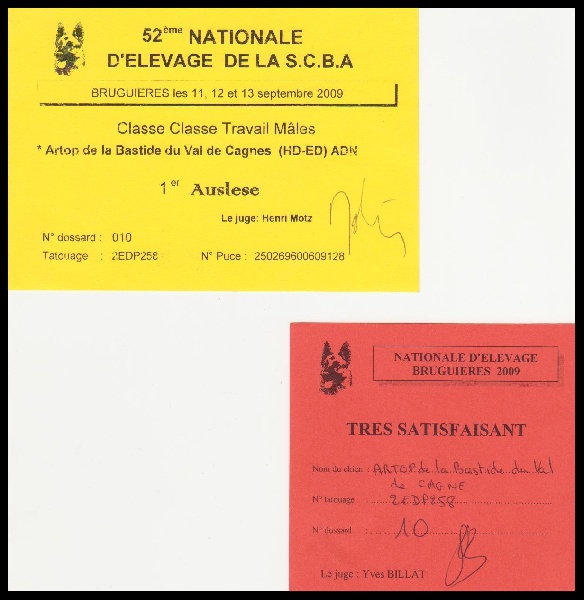 52ème NATIONALE
D'ELEVAGE DE LA S.C.B.A
BRUGUIERES les 11, 12 et 13 septembre 2009
Classe Classe Travail Mâles
* Artop de la Bastide du Val de Cagnes (HD-ED) ADN
1er Auslese
Le juge: Henri Motz
N° dossard : 010
Tatouage : 2EDP258 N° Puce : 250269600609128
NATIONALE D'ELEVAGE
BRUGUIERES 2009
TRES SATISFAISANT
Nom du chien : ARTOP de la Bastide du Val
de CAGNE
N° tatouage : 2EDP258
N° dossard : 10
Le juge : Yves BILLAT